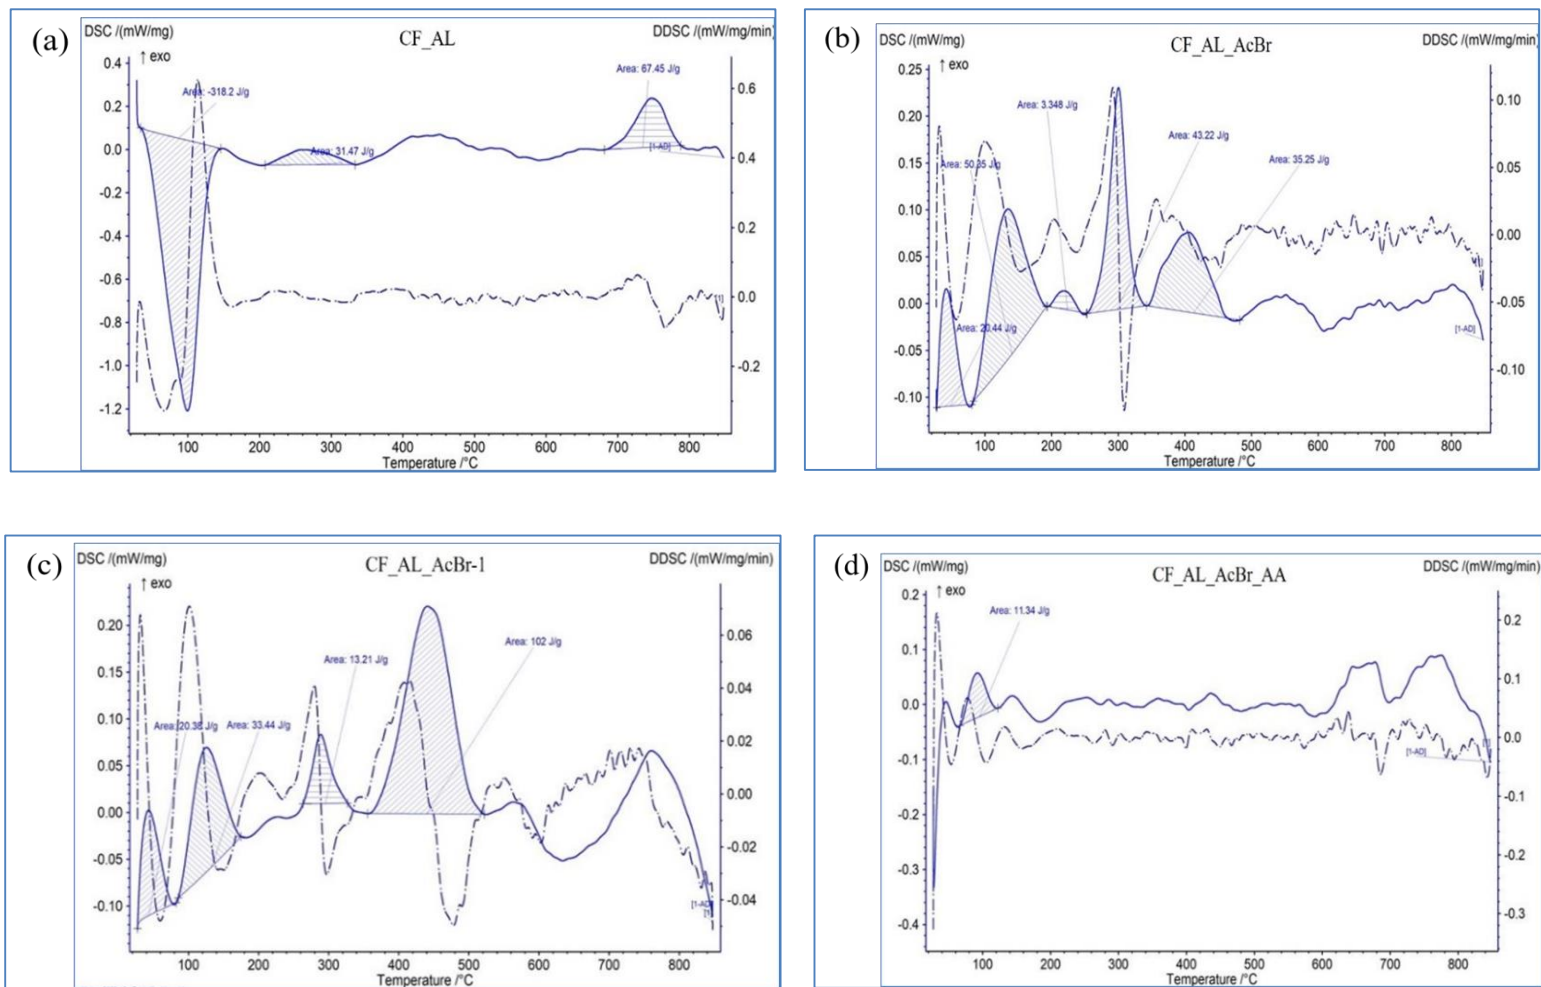 (a)
DSC /(mW/mg)
CF_AL
DDSC /(mW/mg/min)
↑ exo
Area: -318.2 J/g
Area: 31.47 J/g
Area: 67.45 J/g
[1-AD]
[1]
0.4
0.2
0.0
-0.2
-0.4
-0.6
-0.8
-1.0
-1.2
0.6
0.4
0.2
0.0
-0.2
100 200 300 400 500 600 700 800
Temperature /°C
(b)
DSC /(mW/mg)
CF_AL_AcBr
DDSC /(mW/mg/min)
↑ exo
Area: 3.348 J/g
Area: 43.22 J/g
Area: 50.35 J/g
Area: 35.25 J/g
Area: 20.44 J/g
[1-AD]
0.25
0.20
0.15
0.10
0.05
0.00
-0.05
-0.10
0.10
0.05
0.00
-0.05
-0.10
100 200 300 400 500 600 700 800
Temperature /°C
(c)
DSC /(mW/mg)
CF_AL_AcBr-1
DDSC /(mW/mg/min)
↑ exo
Area: 102 J/g
Area: 13.21 J/g
Area: 33.44 J/g
[1-AD]
[1]
0.20
0.15
0.10
0.05
0.00
-0.05
-0.10
0.06
0.04
0.02
0.00
-0.02
-0.04
100 200 300 400 500 600 700 800
Temperature /°C
(d)
DSC /(mW/mg)
CF_AL_AcBr_AA
DDSC /(mW/mg/min)
↑ exo
Area: 11.34 J/g
[1-AD]
0.2
0.1
0.0
-0.1
-0.2
-0.3
-0.4
0.2
0.1
0.0
-0.1
-0.2
-0.3
100 200 300 400 500 600 700 800
Temperature /°C